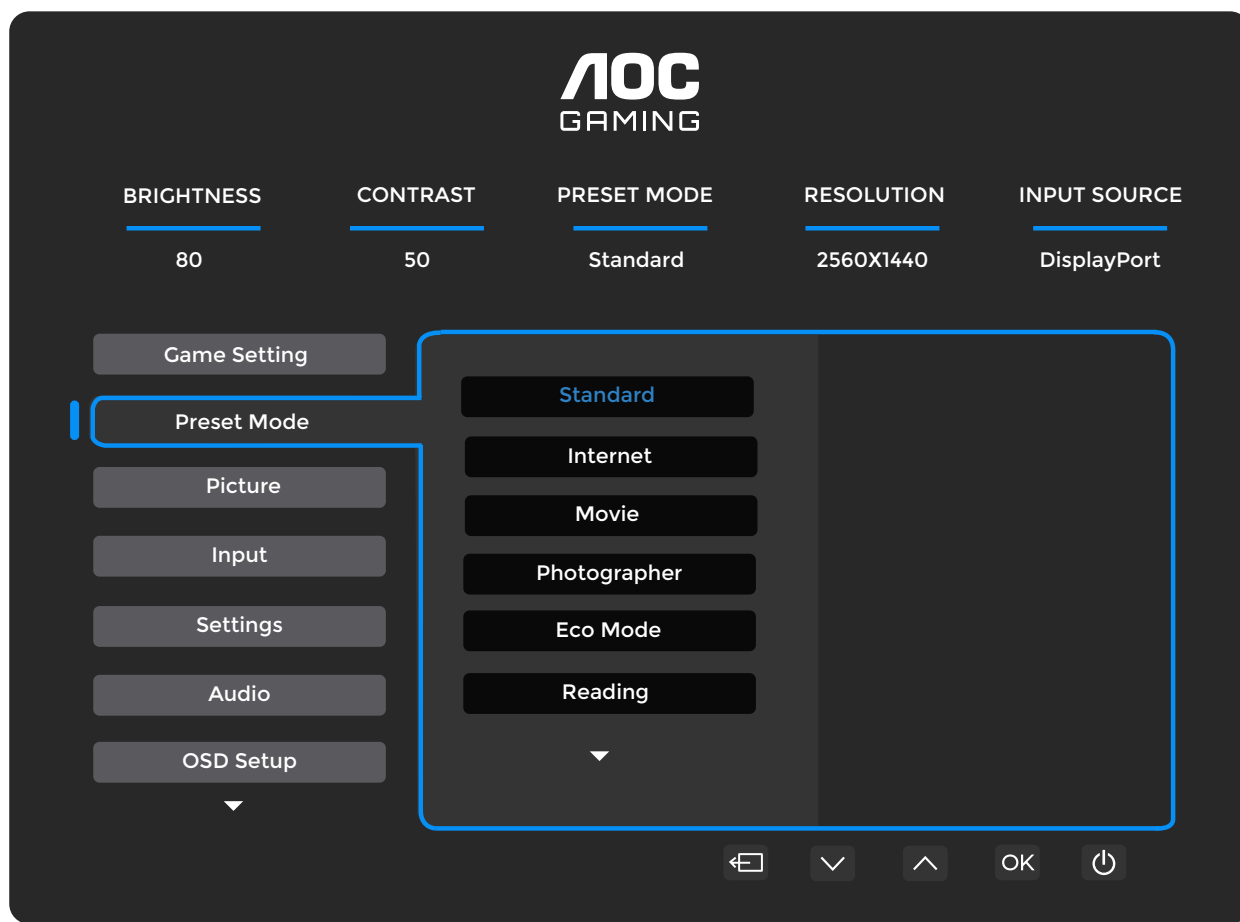 AOC
GAMING
BRIGHTNESS CONTRAST PRESET MODE RESOLUTION INPUT SOURCE
80 50 Standard 2560X1440 DisplayPort
Game Setting
Preset Mode
Picture
Input
Settings
Audio
OSD Setup
Standard
Internet
Movie
Photographer
Eco Mode
Reading
OK